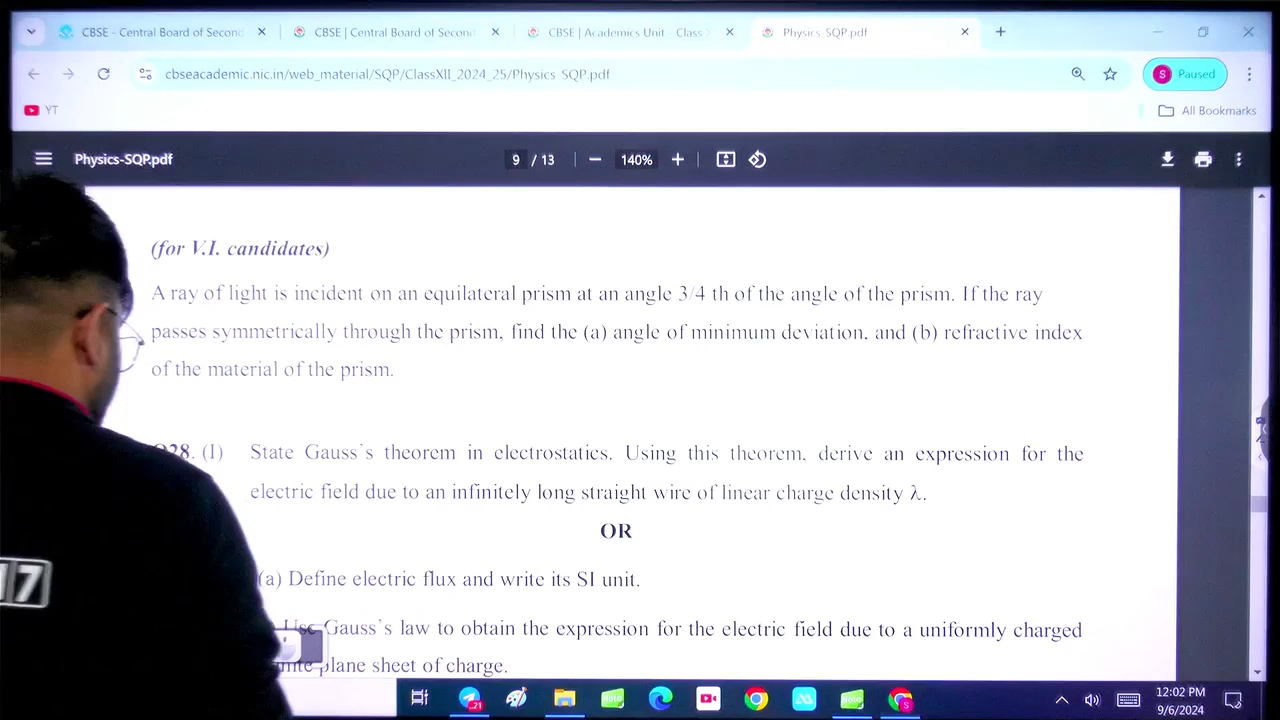 CBSE - Central Board of Second
CBSE | Central Board of Second
CBSE | Academics Unit - Class
Physics-SQP.pdf
cbseacademic.nic.in/web_material/SQP/ClassXII_2024_25/Physics SQP.pdf
S Paused
YT
All Bookmarks
Physics-SQP.pdf
9 / 13
140%
(for V.I. candidates)
A ray of light is incident on an equilateral prism at an angle 3/4 th of the angle of the prism. If the ray
passes symmetrically through the prism, find the (a) angle of minimum deviation, and (b) refractive index
of the material of the prism.
Q28. (I) State Gauss's theorem in electrostatics. Using this theorem, derive an expression for the
electric field due to an infinitely long straight wire of linear charge density λ.
OR
(a) Define electric flux and write its SI unit.
Use Gauss's law to obtain the expression for the electric field due to a uniformly charged
plane sheet of charge.
17
21
12:02 PM
9/6/2024